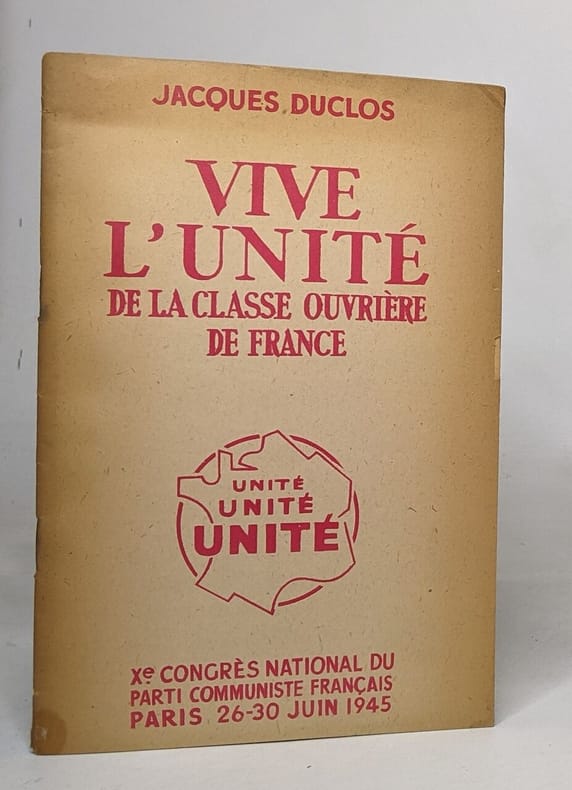 JACQUES DUCLOS
VIVE
L'UNITÉ
DE LA CLASSE OUVRIÈRE
DE FRANCE
UNITÉ
UNITÉ
UNITÉ
Xe CONGRÈS NATIONAL DU
PARTI COMMUNISTE FRANÇAIS
PARIS 26-30 JUIN 1945